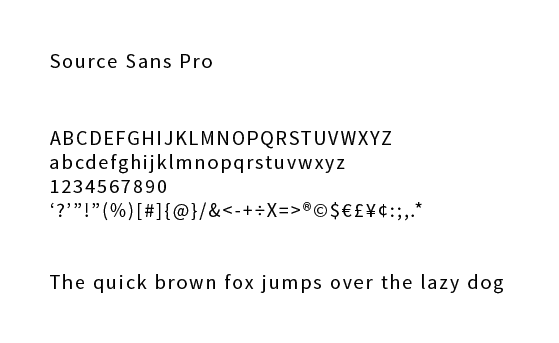 Source Sans Pro
ABCDEFGHIJKLMNOPQRSTUVWXYZ
abcdefghijklmnopqrstuvwxyz
1234567890
‘?’”!”(%)[#]{@}/&<-+÷X=>®©$€£¥¢:;,.*
The quick brown fox jumps over the lazy dog